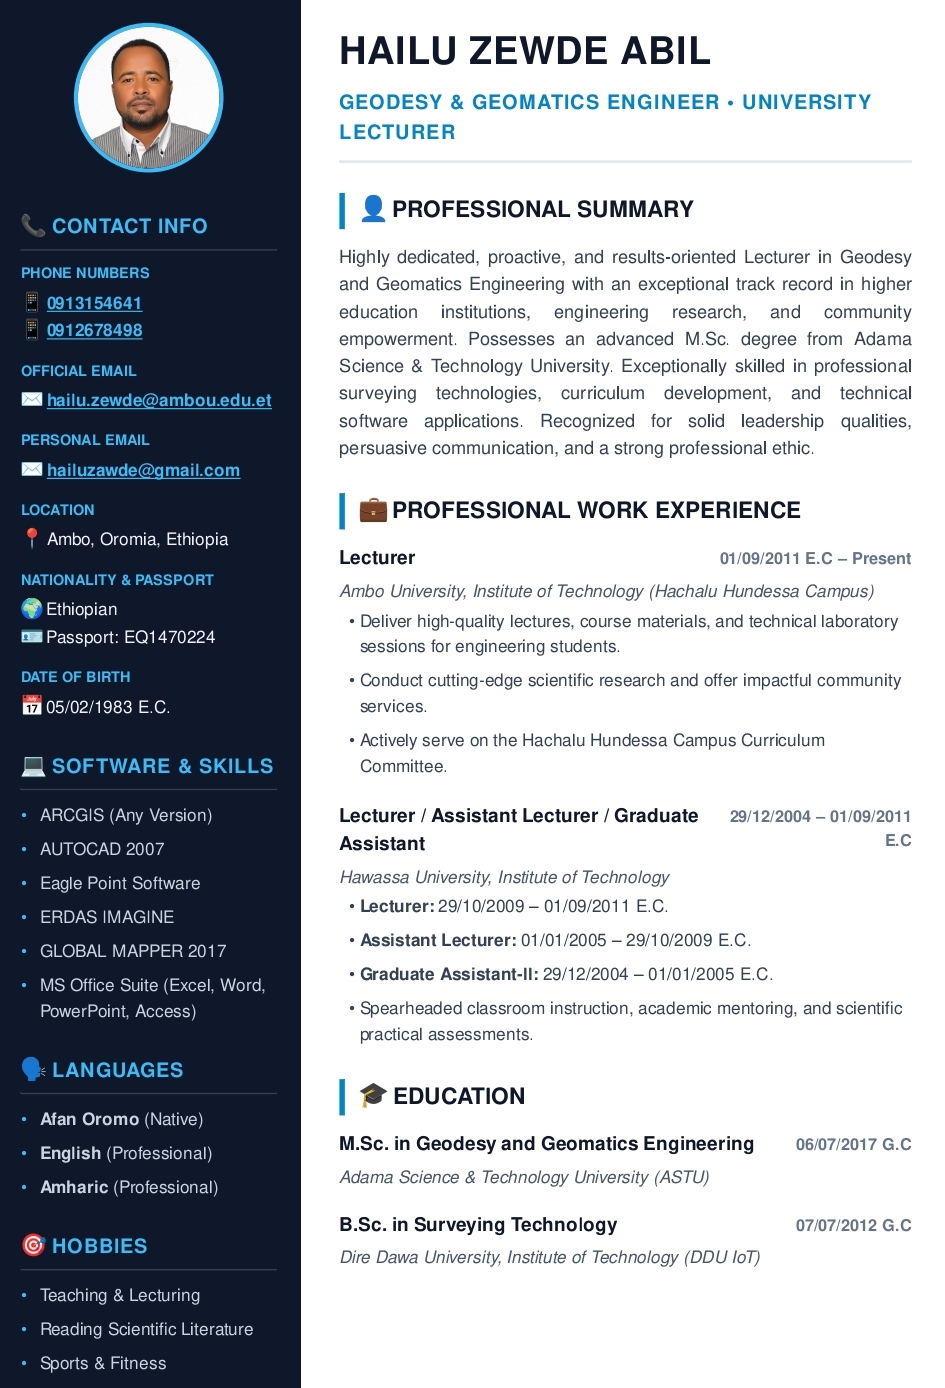 CONTACT INFO
PHONE NUMBERS
0913154641
0912678498
OFFICIAL EMAIL
hailu.zewde@ambou.edu.et
PERSONAL EMAIL
hailuzawde@gmail.com
LOCATION
Ambo, Oromia, Ethiopia
NATIONALITY & PASSPORT
Ethiopian
Passport: EQ1470224
DATE OF BIRTH
05/02/1983 E.C.
SOFTWARE & SKILLS
• ARCGIS (Any Version)
• AUTOCAD 2007
• Eagle Point Software
• ERDAS IMAGINE
• GLOBAL MAPPER 2017
• MS Office Suite (Excel, Word,
PowerPoint, Access)
LANGUAGES
• Afan Oromo (Native)
• English (Professional)
• Amharic (Professional)
HOBBIES
• Teaching & Lecturing
• Reading Scientific Literature
• Sports & Fitness
HAILU ZEWDE ABIL
GEODESY & GEOMATICS ENGINEER • UNIVERSITY
LECTURER
PROFESSIONAL SUMMARY
Highly dedicated, proactive, and results-oriented Lecturer in Geodesy
and Geomatics Engineering with an exceptional track record in higher
education institutions, engineering research, and community
empowerment. Possesses an advanced M.Sc. degree from Adama
Science & Technology University. Exceptionally skilled in professional
surveying technologies, curriculum development, and technical
software applications. Recognized for solid leadership qualities,
persuasive communication, and a strong professional ethic.
PROFESSIONAL WORK EXPERIENCE
Lecturer 01/09/2011 E.C – Present
Ambo University, Institute of Technology (Hachalu Hundessa Campus)
• Deliver high-quality lectures, course materials, and technical laboratory
sessions for engineering students.
• Conduct cutting-edge scientific research and offer impactful community
services.
• Actively serve on the Hachalu Hundessa Campus Curriculum
Committee.
Lecturer / Assistant Lecturer / Graduate 29/12/2004 – 01/09/2011
Assistant E.C
Hawassa University, Institute of Technology
• Lecturer: 29/10/2009 – 01/09/2011 E.C.
• Assistant Lecturer: 01/01/2005 – 29/10/2009 E.C.
• Graduate Assistant-II: 29/12/2004 – 01/01/2005 E.C.
• Spearheaded classroom instruction, academic mentoring, and scientific
practical assessments.
EDUCATION
M.Sc. in Geodesy and Geomatics Engineering 06/07/2017 G.C
Adama Science & Technology University (ASTU)
B.Sc. in Surveying Technology 07/07/2012 G.C
Dire Dawa University, Institute of Technology (DDU IoT)